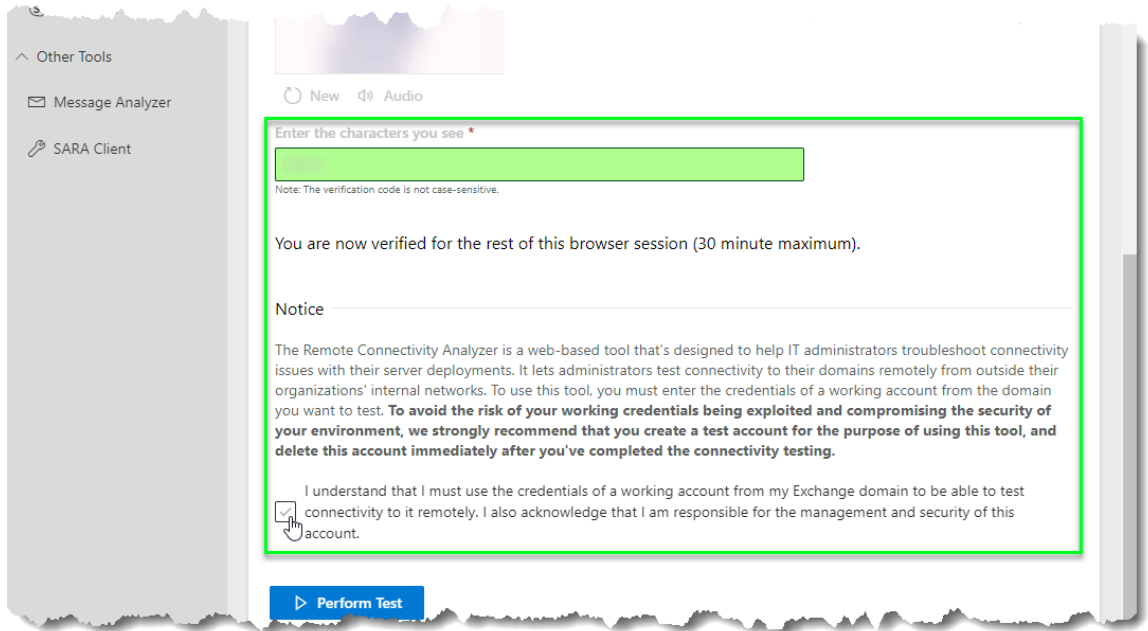 Other Tools
Message Analyzer
SARA Client
New Audio
Enter the characters you see *
Note: The verification code is not case-sensitive.
You are now verified for the rest of this browser session (30 minute maximum).
Notice
The Remote Connectivity Analyzer is a web-based tool that's designed to help IT administrators troubleshoot connectivity
issues with their server deployments. It lets administrators test connectivity to their domains remotely from outside their
organizations' internal networks. To use this tool, you must enter the credentials of a working account from the domain
you want to test. To avoid the risk of your working credentials being exploited and compromising the security of
your environment, we strongly recommend that you create a test account for the purpose of using this tool, and
delete this account immediately after you've completed the connectivity testing.
I understand that I must use the credentials of a working account from my Exchange domain to be able to test
connectivity to it remotely. I also acknowledge that I am responsible for the management and security of this
account.
Perform Test